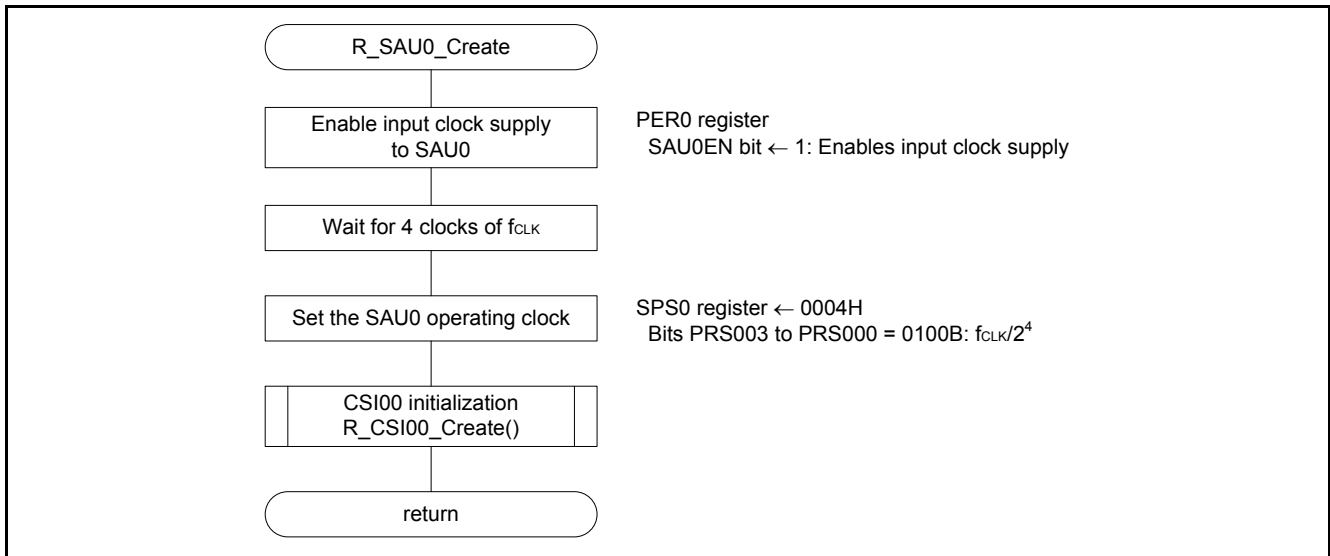 R_SAU0_Create
Enable input clock supply
to SAU0
PER0 register
SAU0EN bit ← 1: Enables input clock supply
Wait for 4 clocks of fCLK
Set the SAU0 operating clock
SPS0 register ← 0004H
Bits PRS003 to PRS000 = 0100B: fCLK/2⁴
CSI00 initialization
R_CSI00_Create()
return